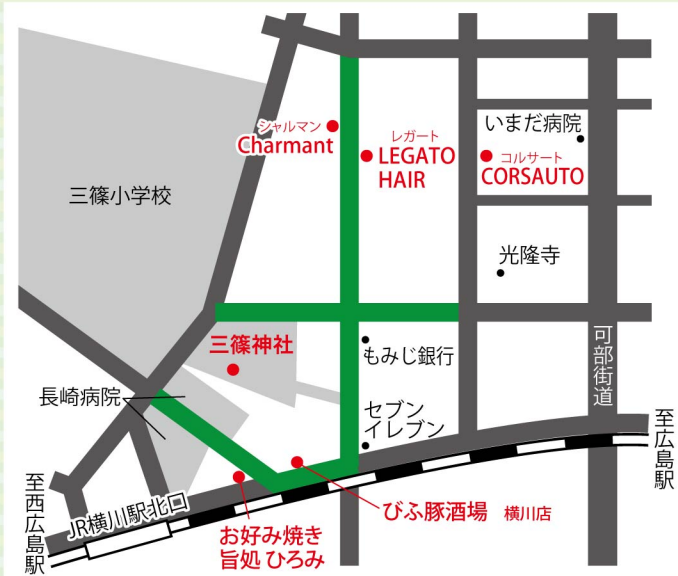 シャルマン
Charmant
レガート
LEGATO
HAIR
いまだ病院
コルサート
CORSAUTO
三篠小学校
光隆寺
三篠神社
もみじ銀行
可部街道
長崎病院
セブン
イレブン
至広島駅
至西広島駅
JR横川駅北口
お好み焼き
旨処 ひろみ
びふ豚酒場 横川店